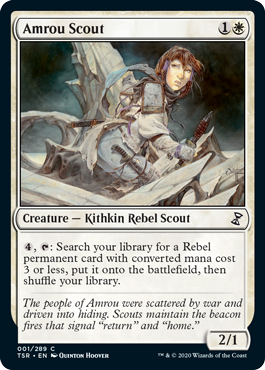 Amrou Scout 1
Creature — Kithkin Rebel Scout
4, : Search your library for a Rebel
permanent card with converted mana cost
3 or less, put it onto the battlefield, then
shuffle your library.
The people of Amrou were scattered by war and
driven into hiding. Scouts maintain the beacon
fires that signal “return” and “home.”
2/1
001/289 C
TSR • EN Quinton Hoover
™ & © 2020 Wizards of the Coast